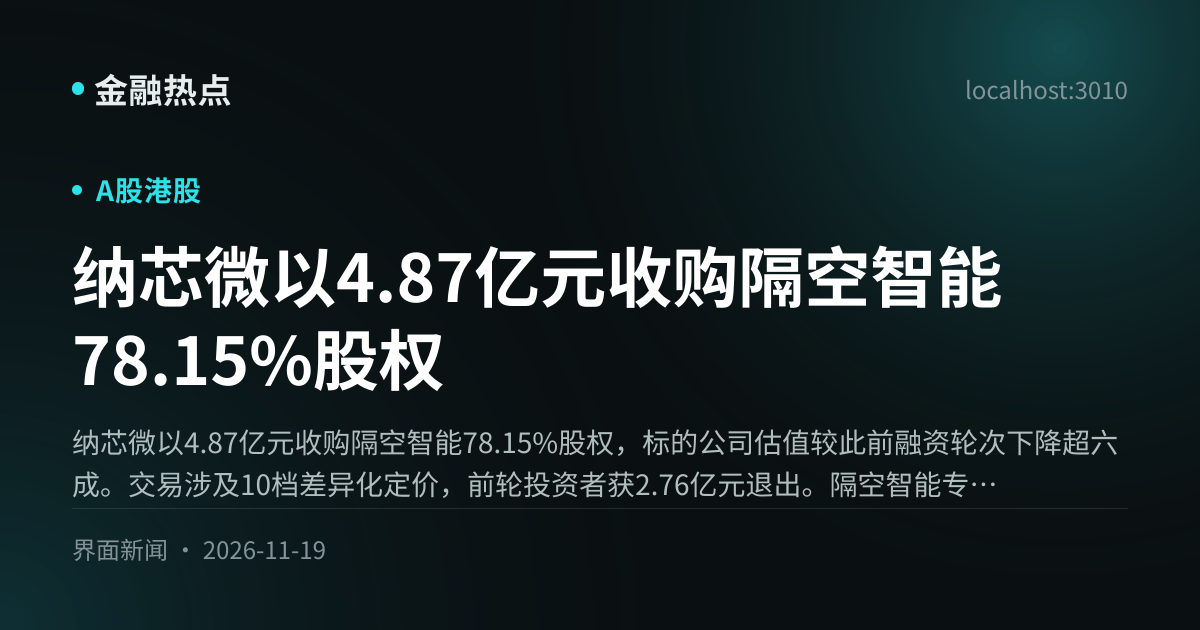 金融热点
localhost:3010
A股港股
纳芯微以4.87亿元收购隔空智能
78.15%股权
纳芯微以4.87亿元收购隔空智能78.15%股权，标的公司估值较此前融资轮次下降超六
成。交易涉及10档差异化定价，前轮投资者获2.76亿元退出。隔空智能专…
界面新闻 • 2026-11-19